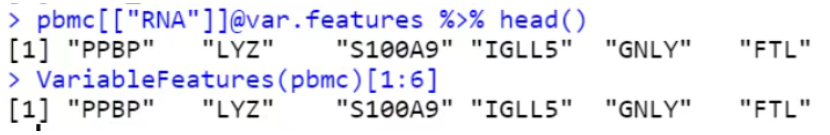 > pbmc[["RNA"]]@var.features %>% head()
[1] "PPBP"   "LYZ"    "S100A9" "IGLL5"  "GNLY"   "FTL"
> VariableFeatures(pbmc)[1:6]
[1] "PPBP"   "LYZ"    "S100A9" "IGLL5"  "GNLY"   "FTL"